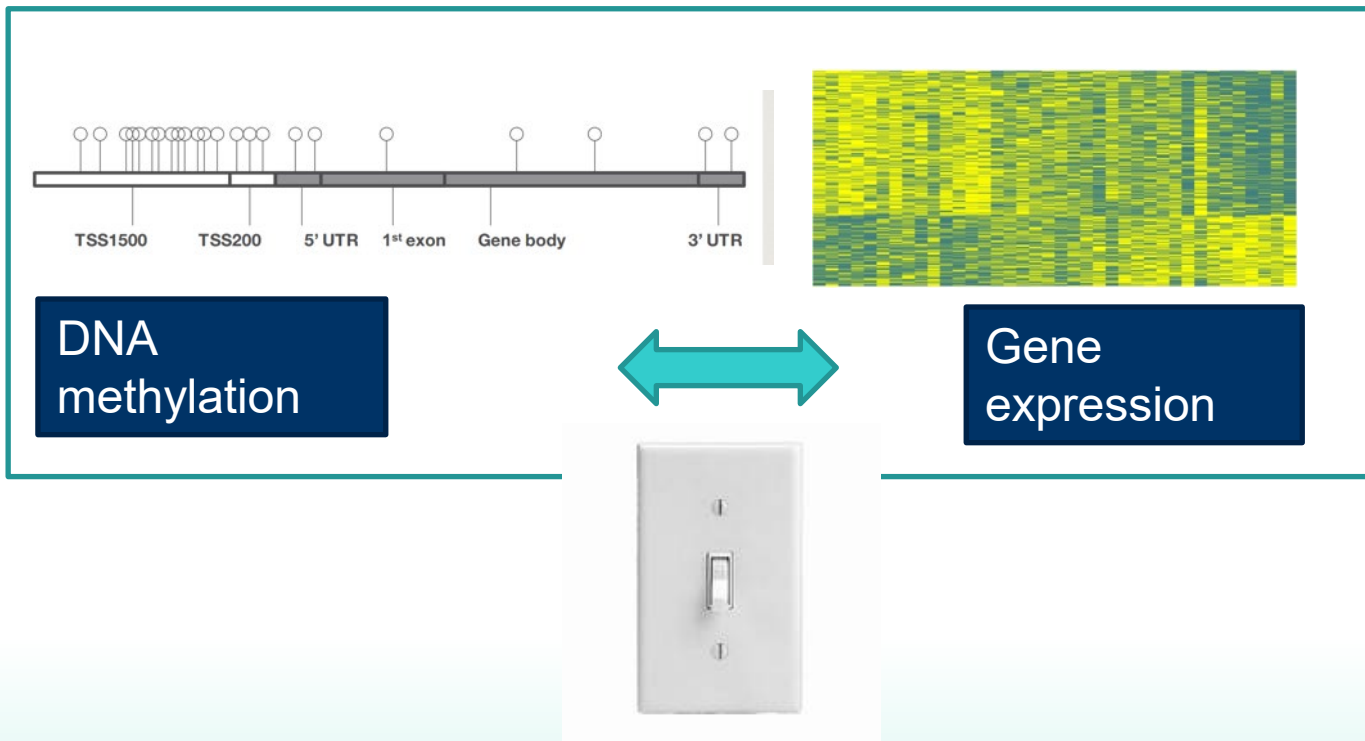 TSS1500 TSS200 5' UTR 1st exon Gene body 3' UTR
DNA
methylation
Gene
expression